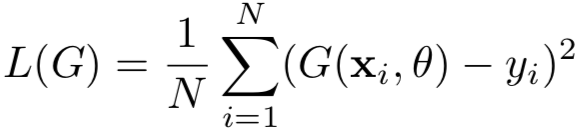 L(G) = \frac{1}{N} \sum_{i=1}^{N} (G(\mathbf{x}_i, \theta) - y_i)^2